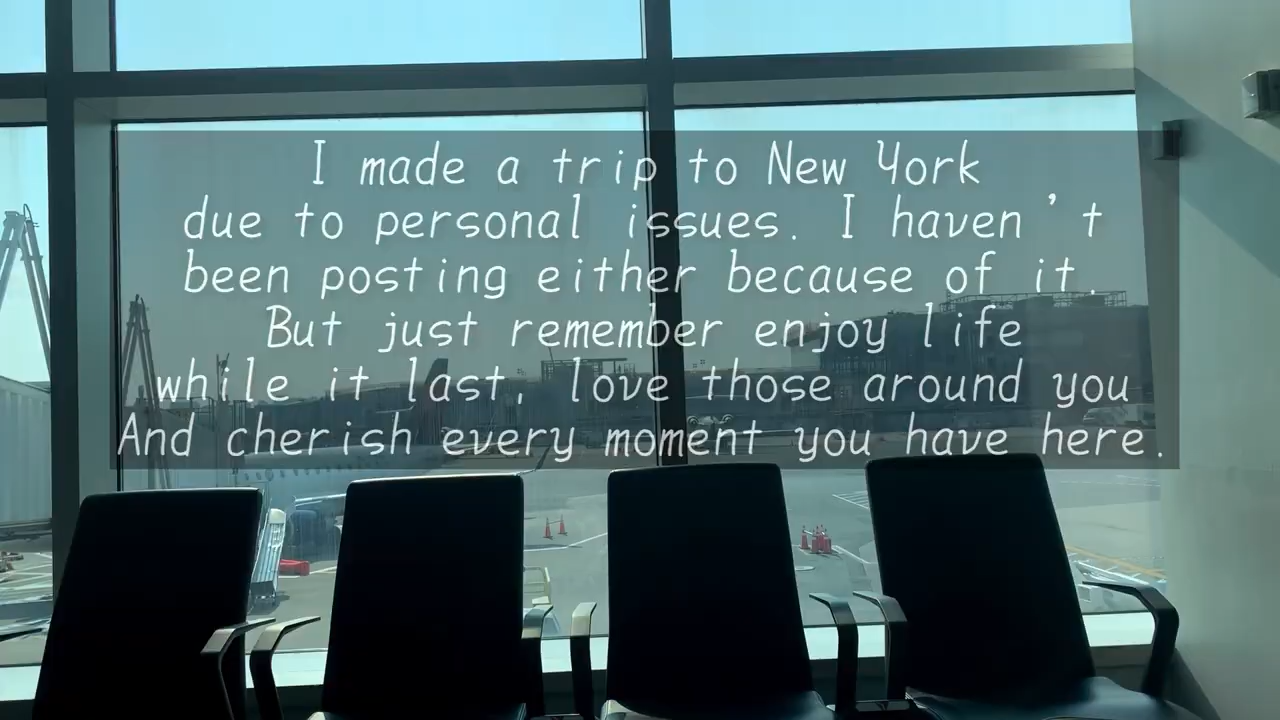 I made a trip to New York
due to personal issues. I haven't
been posting either because of it.
But just remember enjoy life
while it last, love those around you
And cherish every moment you have here.